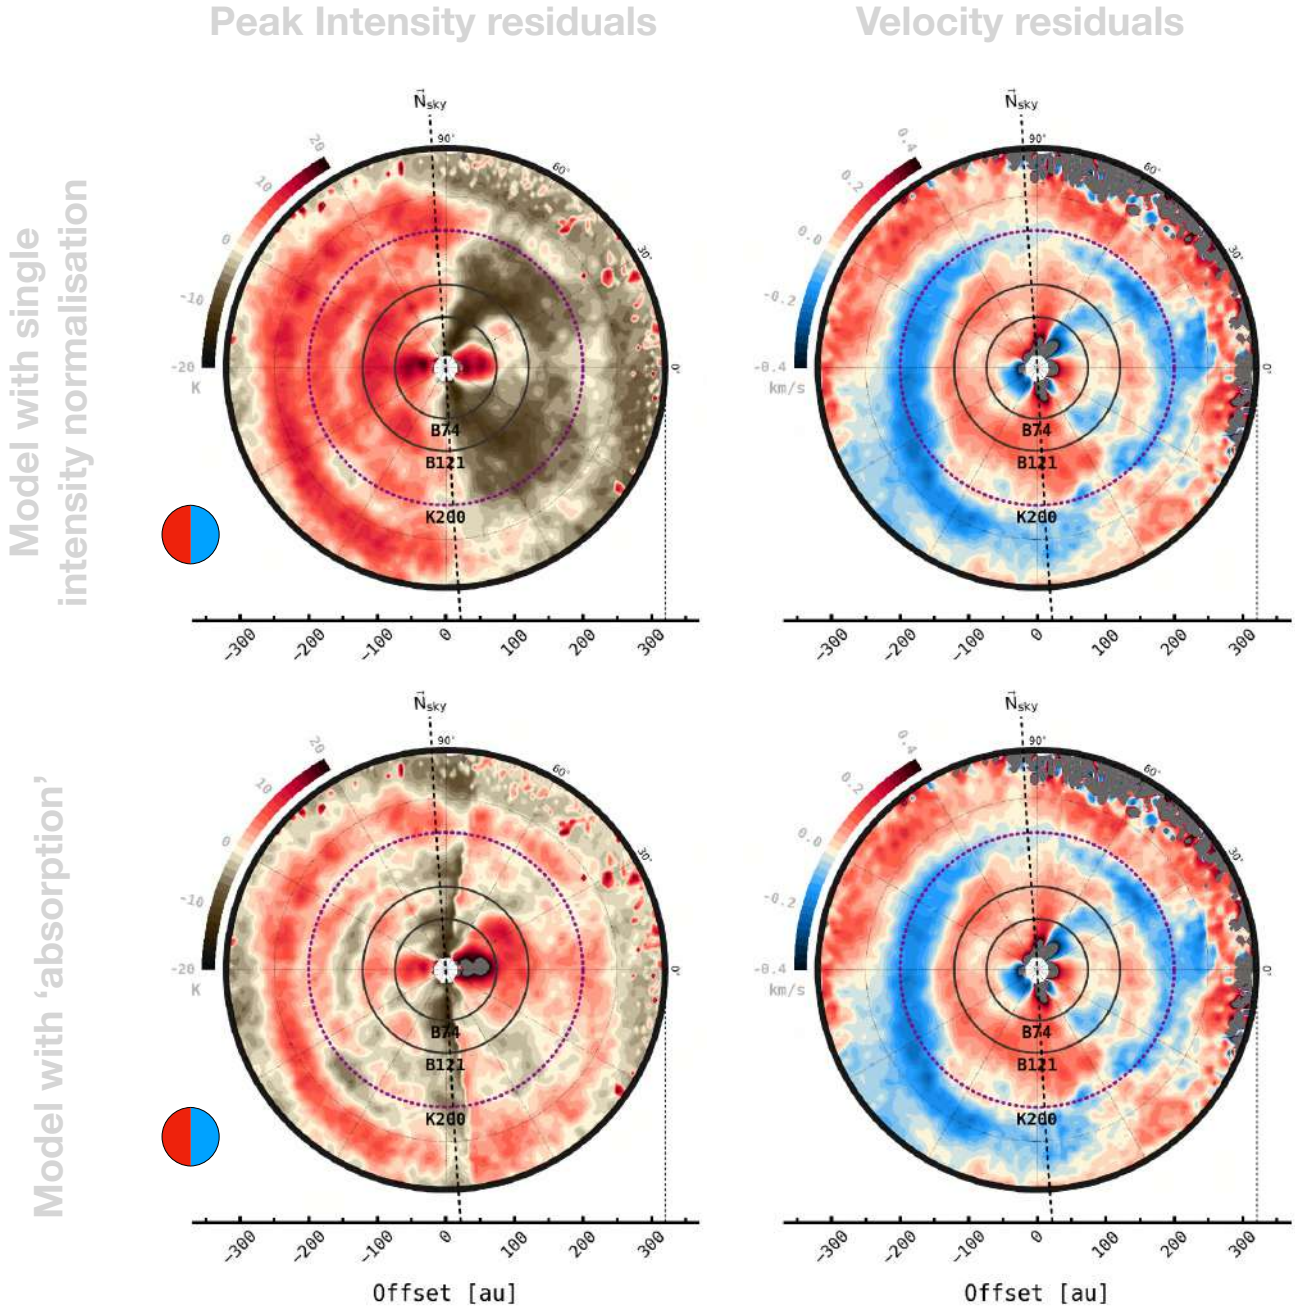 Peak Intensity residuals
Velocity residuals
Model with single
intensity normalisation
N⃗sky
90°
60°
30°
0°
20
10
0
-10
-20
K
B74
B121
K200
-300
-200
-100
0
100
200
300
N⃗sky
90°
60°
30°
0°
0.4
0.2
0.0
-0.2
-0.4
km/s
B74
B121
K200
-300
-200
-100
0
100
200
300
Model with ‘absorption’
N⃗sky
90°
60°
30°
0°
20
10
0
-10
-20
K
B74
B121
K200
-300
-200
-100
0
100
200
300
Offset [au]
N⃗sky
90°
60°
30°
0°
0.4
0.2
0.0
-0.2
-0.4
km/s
B74
B121
K200
-300
-200
-100
0
100
200
300
Offset [au]